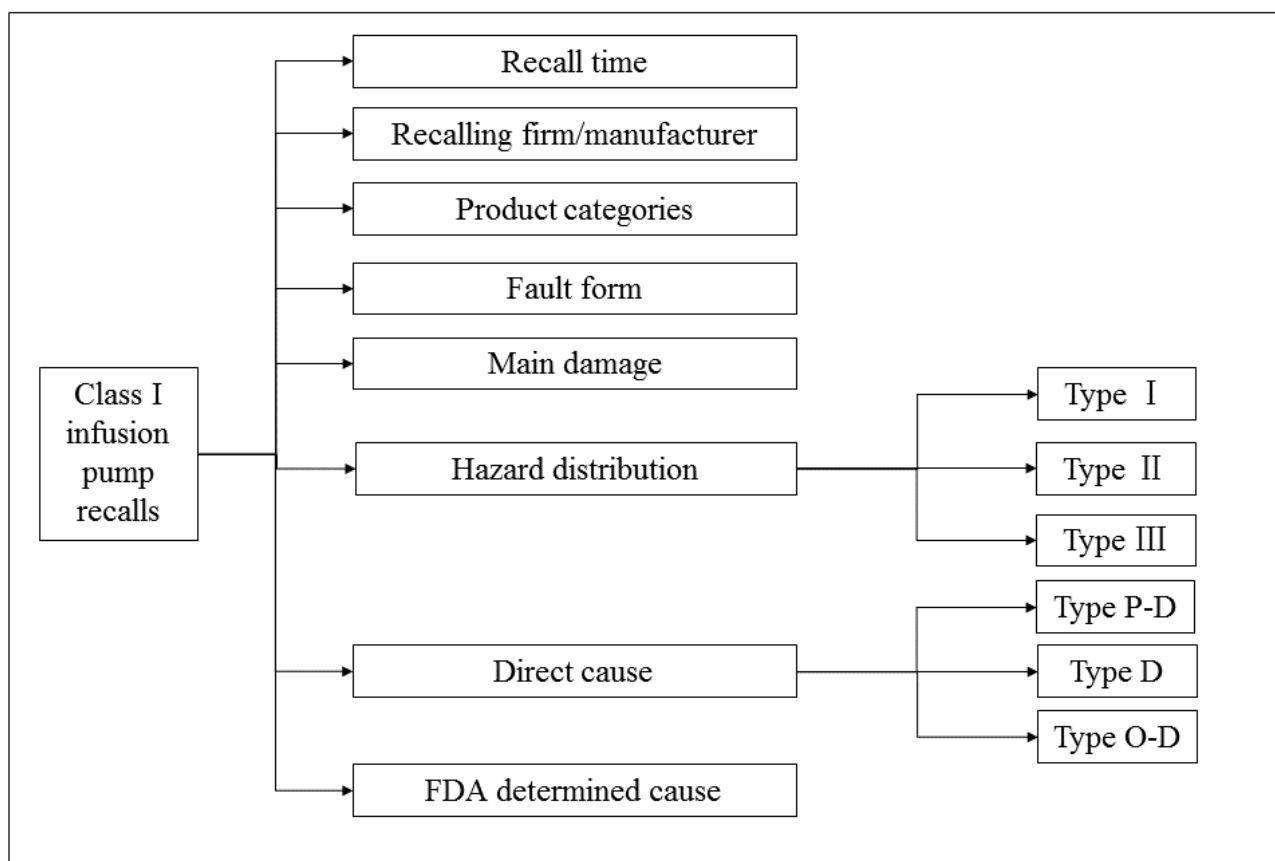 Recall time
Recalling firm/manufacturer
Product categories
Fault form
Main damage
Class I
infusion
pump
recalls
Hazard distribution
Type Ⅰ
Type Ⅱ
Type Ⅲ
Direct cause
Type P-D
Type D
Type O-D
FDA determined cause